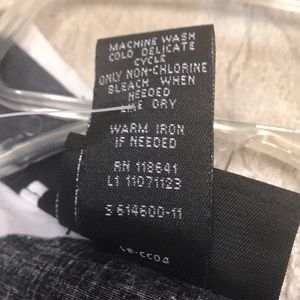 MACHINE WASH
COLD DELICATE
CYCLE
ONLY NON-CHLORINE
BLEACH WHEN
NEEDED
LINE DRY
WARM IRON
IF NEEDED
RN 118641
L1 11071123
S 614600-11